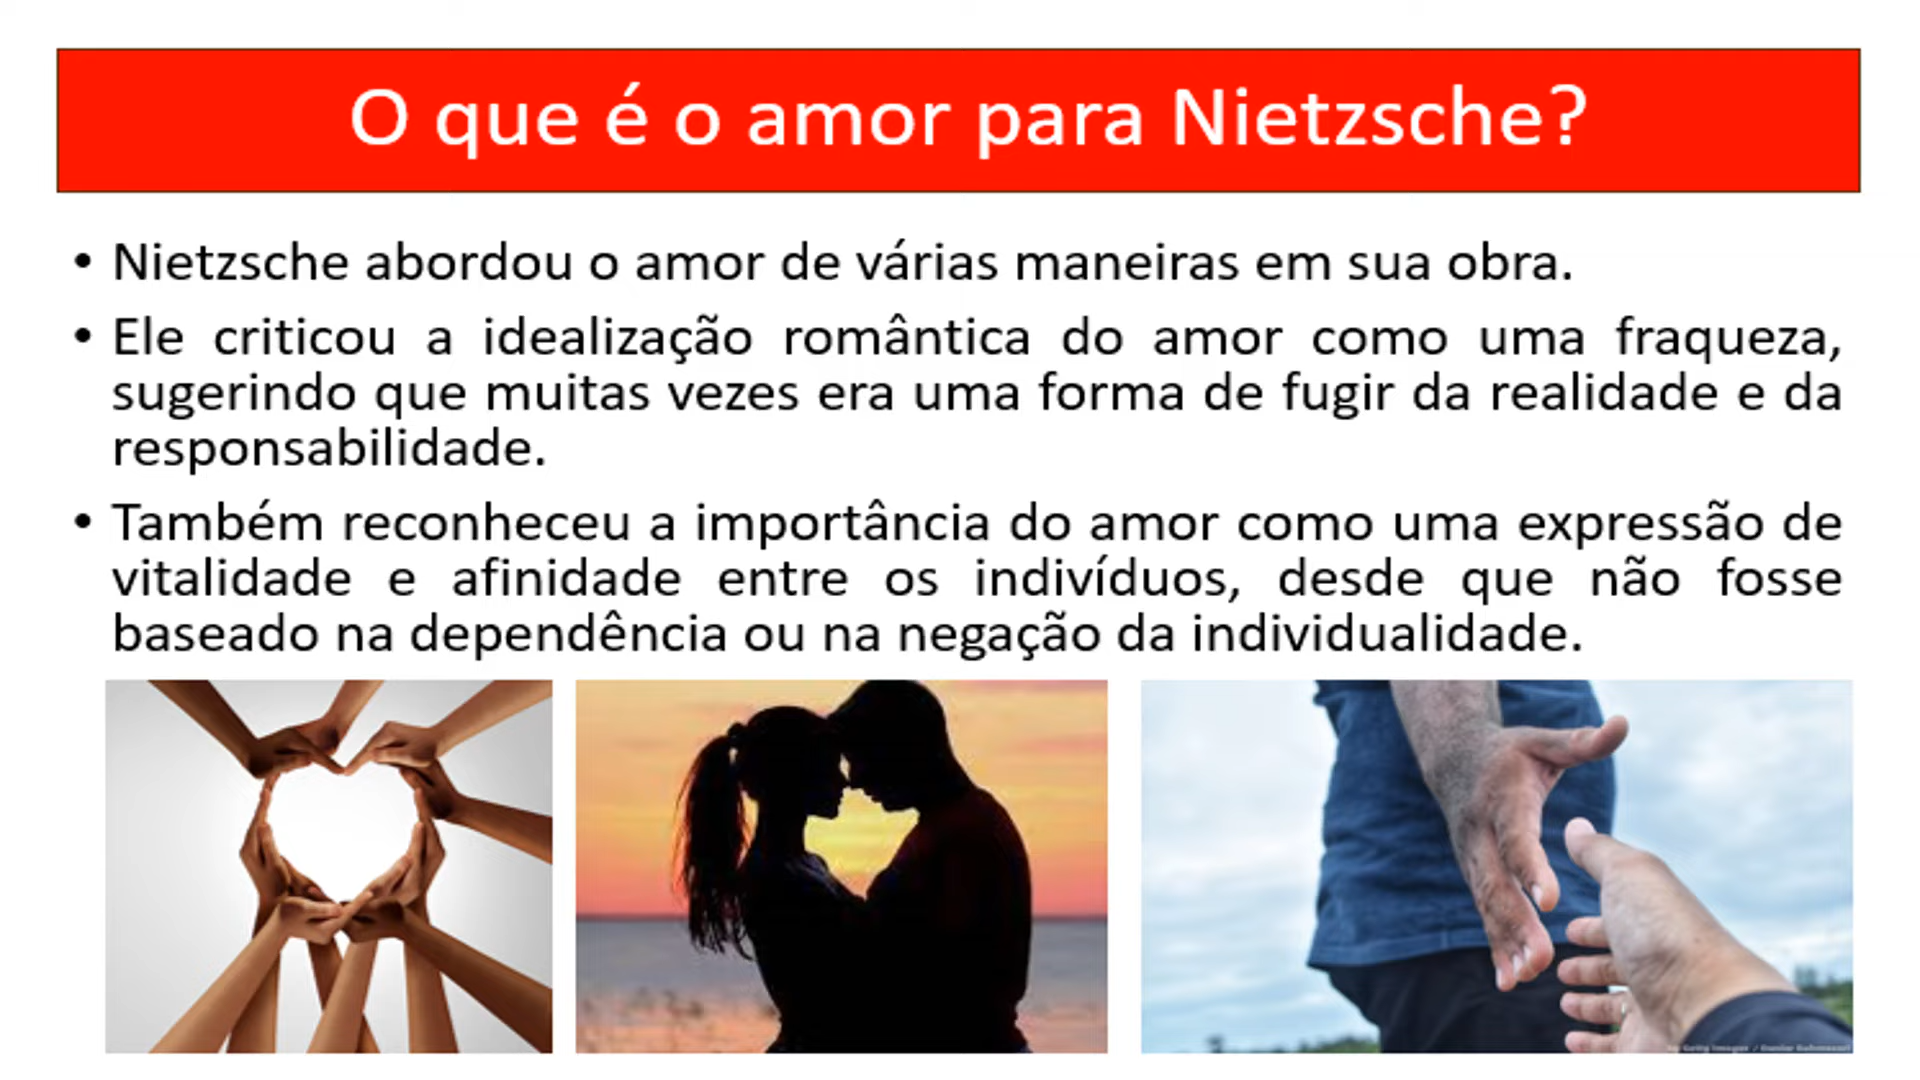 O que é o amor para Nietzsche?
• Nietzsche abordou o amor de várias maneiras em sua obra.
• Ele criticou a idealização romântica do amor como uma fraqueza,
sugerindo que muitas vezes era uma forma de fugir da realidade e da
responsabilidade.
• Também reconheceu a importância do amor como uma expressão de
vitalidade e afinidade entre os indivíduos, desde que não fosse
baseado na dependência ou na negação da individualidade.